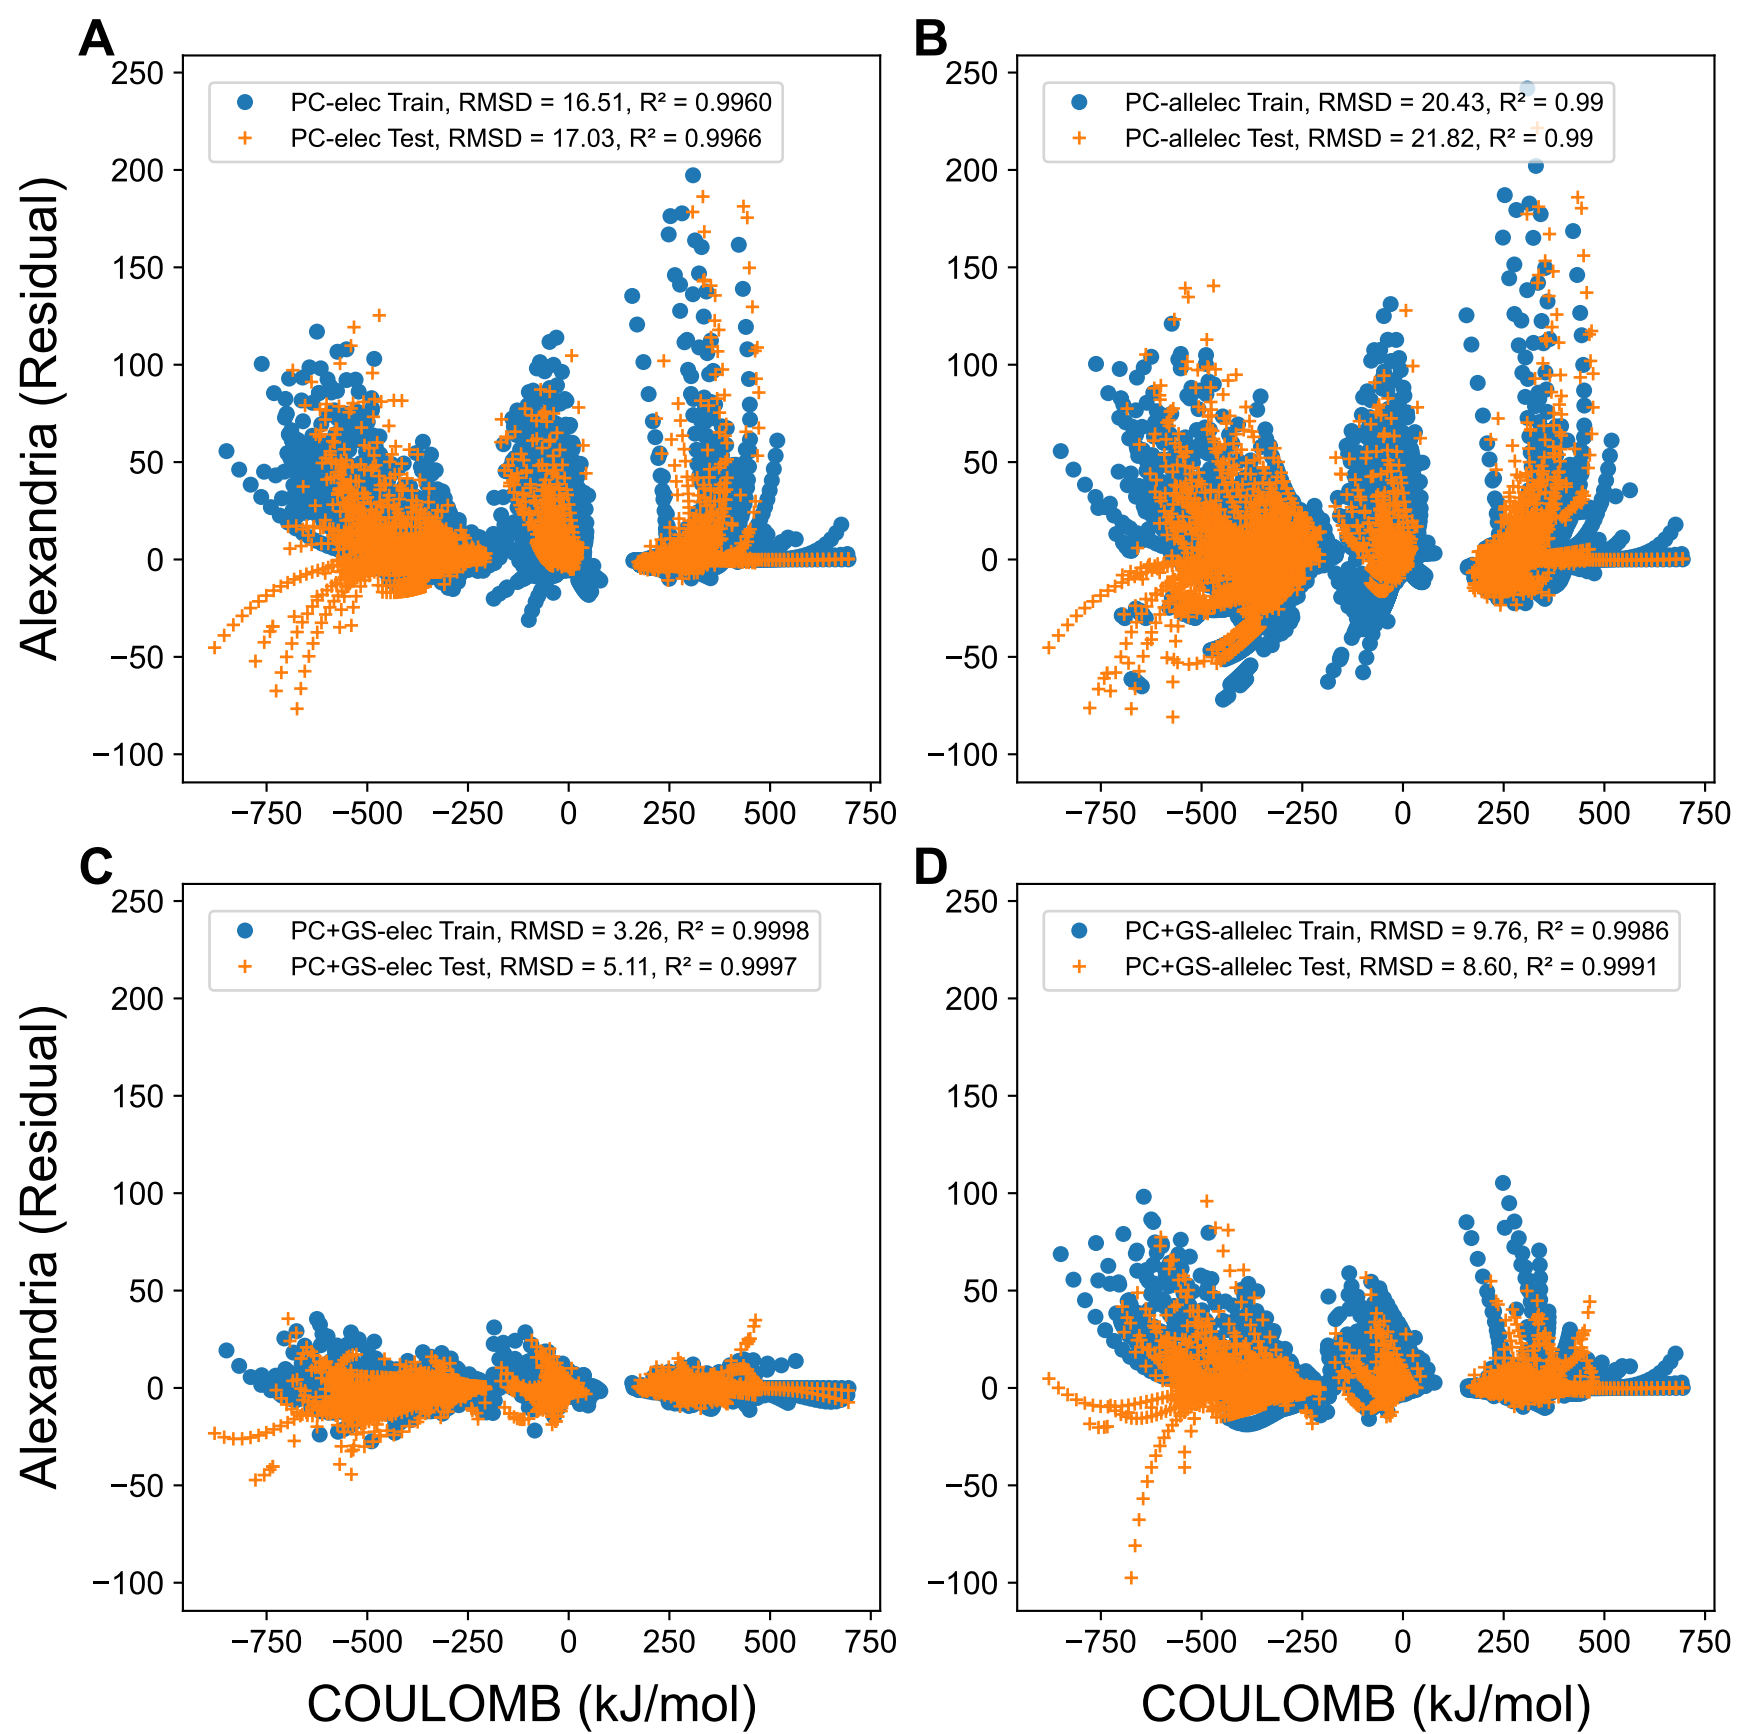 A
B
Alexandria (Residual)
250
200
150
100
50
0
−50
−100
PC-elec Train, RMSD = 16.51, R² = 0.9960
PC-elec Test, RMSD = 17.03, R² = 0.9966
−750 −500 −250 0 250 500 750
250
200
150
100
50
0
−50
−100
PC-allelec Train, RMSD = 20.43, R² = 0.99
PC-allelec Test, RMSD = 21.82, R² = 0.99
−750 −500 −250 0 250 500 750
C
D
Alexandria (Residual)
250
200
150
100
50
0
−50
−100
PC+GS-elec Train, RMSD = 3.26, R² = 0.9998
PC+GS-elec Test, RMSD = 5.11, R² = 0.9997
−750 −500 −250 0 250 500 750
COULOMB (kJ/mol)
250
200
150
100
50
0
−50
−100
PC+GS-allelec Train, RMSD = 9.76, R² = 0.9986
PC+GS-allelec Test, RMSD = 8.60, R² = 0.9991
−750 −500 −250 0 250 500 750
COULOMB (kJ/mol)